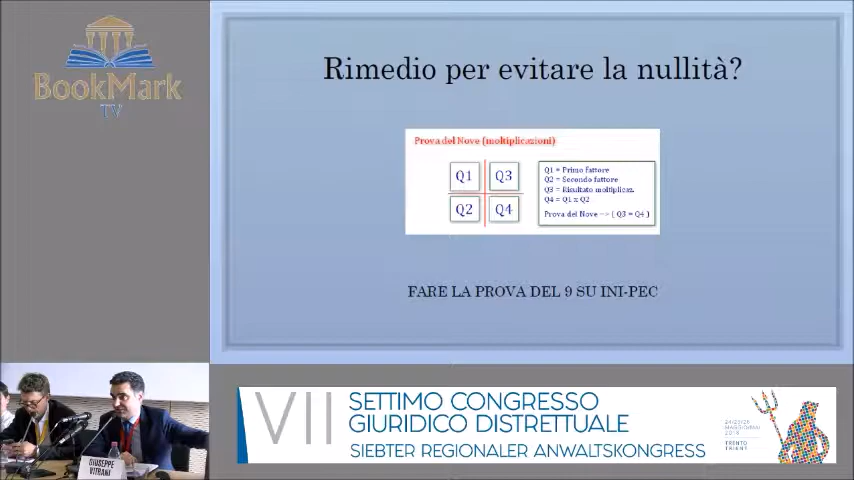 BookMark
TV
Rimedio per evitare la nullità?
Prova del Nove (moltiplicazioni)
Q1
Q3
Q2
Q4
Q1 = Primo fattore
Q2 = Secondo fattore
Q3 = Risultato moltiplicaz.
Q4 = Q1 x Q2
Prova del Nove --> ( Q3 = Q4 )
FARE LA PROVA DEL 9 SU INI-PEC
VII
SETTIMO CONGRESSO
GIURIDICO DISTRETTUALE
SIEBTER REGIONALER ANWALTSKONGRESS
TRENTO
TRIENT
GIUSEPPE
VITRANI